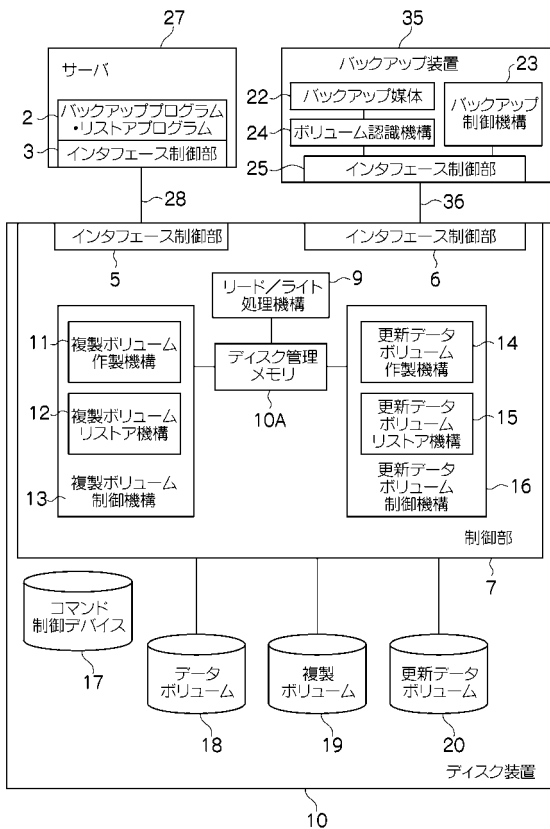 27
サーバ
2
バックアッププログラム
・リストアプログラム
3
インタフェース制御部
28
35
バックアップ装置
23
22
バックアップ媒体
24
ボリューム認識機構
バックアップ
制御機構
25
インタフェース制御部
36
インタフェース制御部
5
インタフェース制御部
6
リード/ライト
処理機構
9
ディスク管理
メモリ
10A
11
複製ボリューム
作製機構
12
複製ボリューム
リストア機構
13
複製ボリューム
制御機構
更新データ
ボリューム
作製機構
14
更新データ
ボリューム
リストア機構
15
更新データ
ボリューム
制御機構
16
制御部
7
コマンド
制御デバイス
17
データ
ボリューム
18
複製
ボリューム
19
更新データ
ボリューム
20
ディスク装置
10